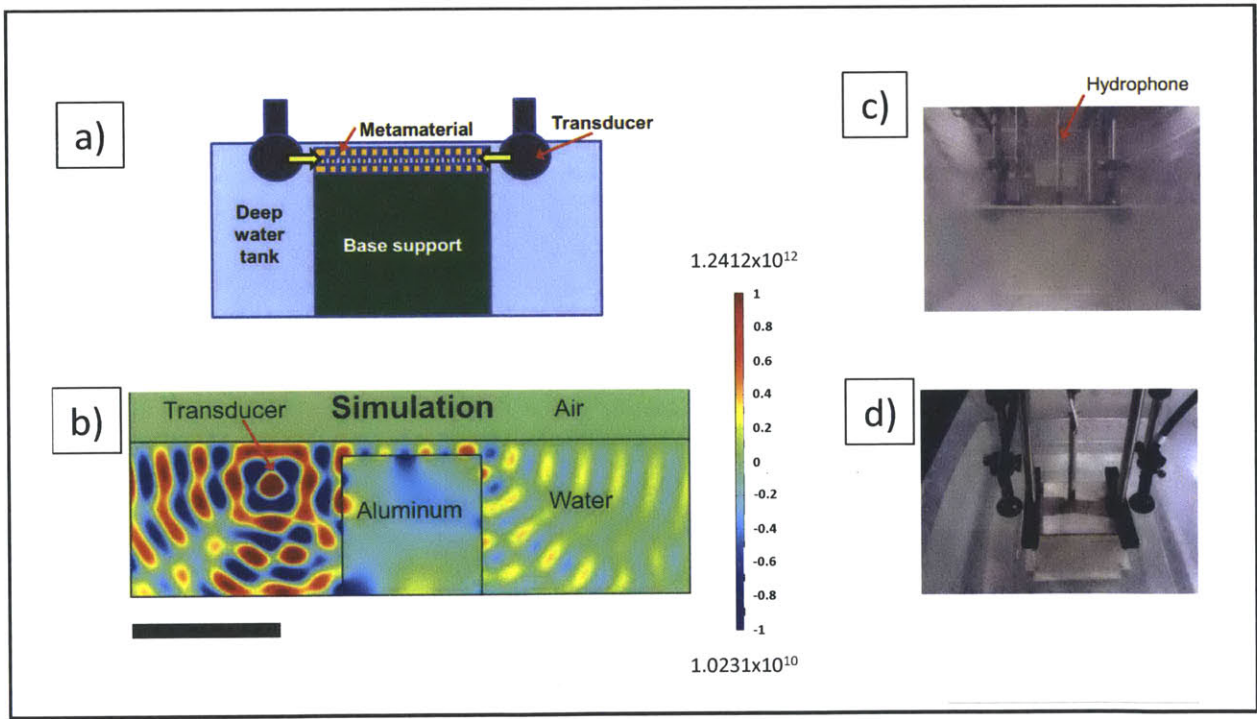 a)
Metamaterial
Transducer
Deep
water
tank
Base support
b)
Transducer
Simulation
Air
Aluminum
Water
1.2412x10¹²
1
0.8
0.6
0.4
0.2
0
-0.2
-0.4
-0.6
-0.8
-1
1.0231x10¹⁰
c)
Hydrophone
d)